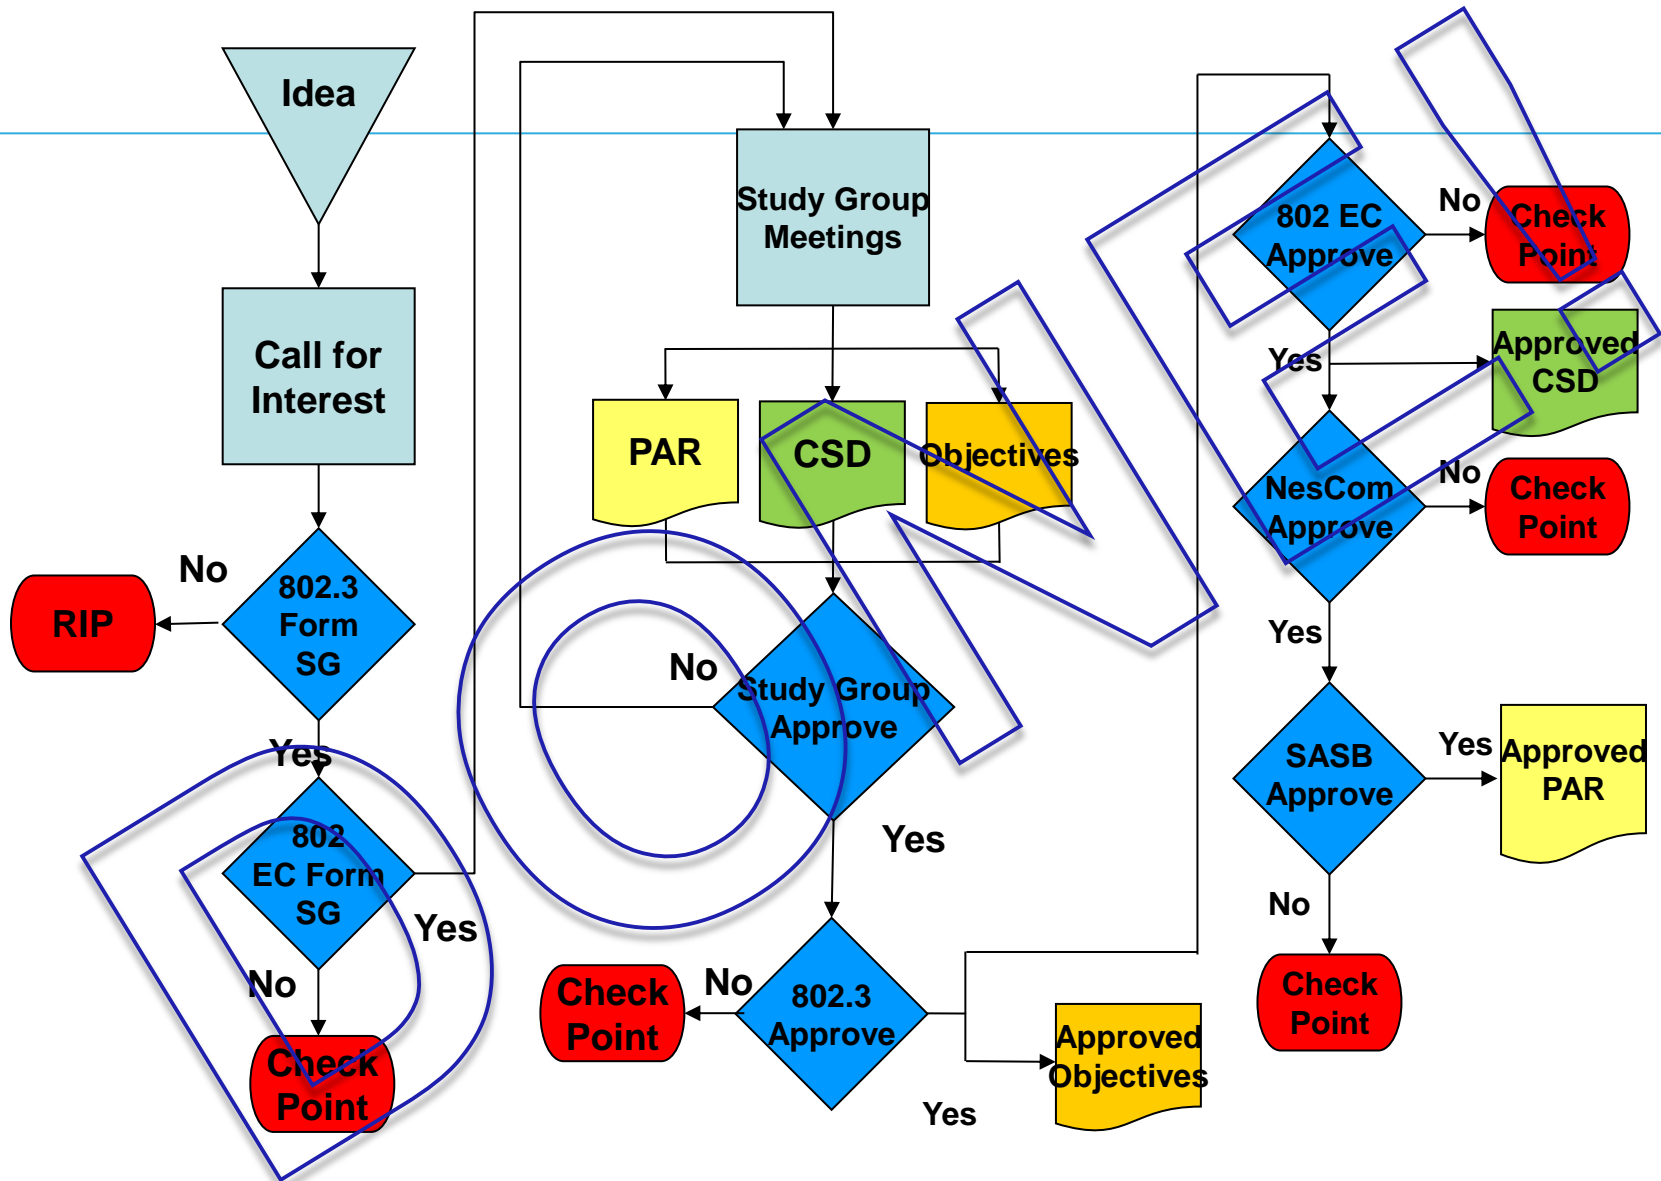 Idea
Call for
Interest
No
802.3
Form
SG
RIP
Yes
802
EC Form
SG
Yes
No
Check
Point
Study Group
Meetings
PAR
CSD
Objectives
No
Study Group
Approve
Yes
No
802.3
Approve
Check
Point
Yes
Approved
Objectives
802 EC
Approve
No
Check
Point
Yes
Approved
CSD
NesCom
Approve
No
Check
Point
Yes
SASB
Approve
Yes
Approved
PAR
No
Check
Point
DONE!